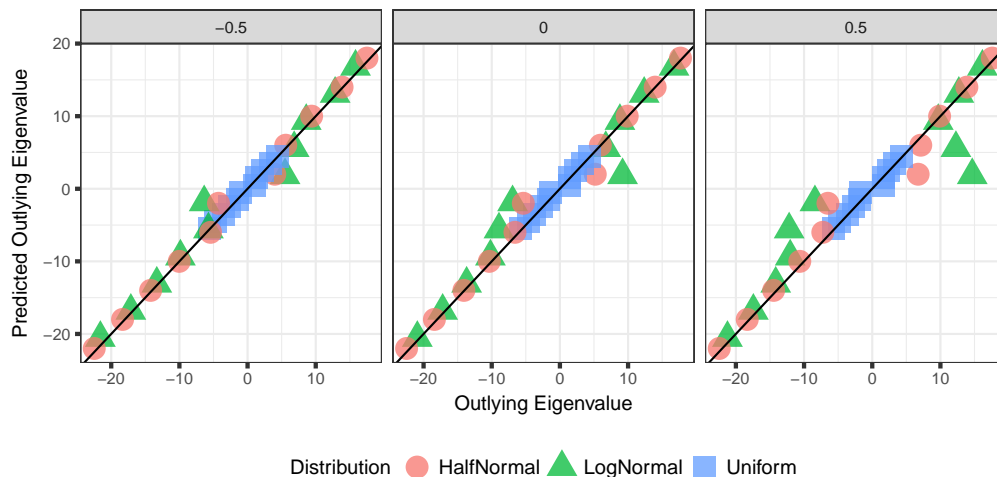 −0.5 0 0.5
20
10
0
−10
−20
Predicted Outlying Eigenvalue
−20 −10 0 10 −20 −10 0 10 −20 −10 0 10
Outlying Eigenvalue
Distribution HalfNormal LogNormal Uniform